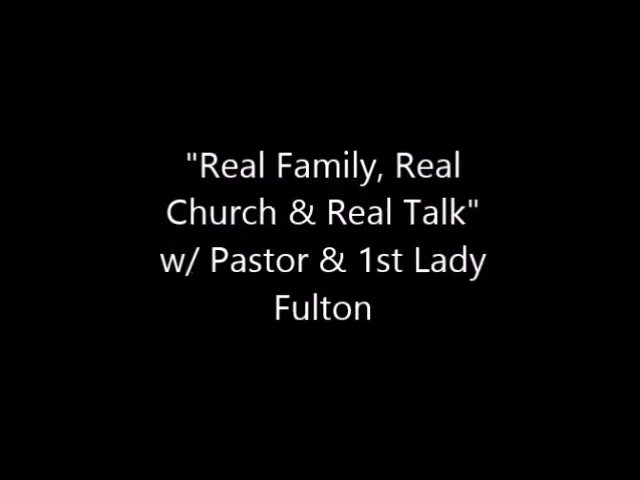 "Real Family, Real
Church & Real Talk"
w/ Pastor & 1st Lady
Fulton